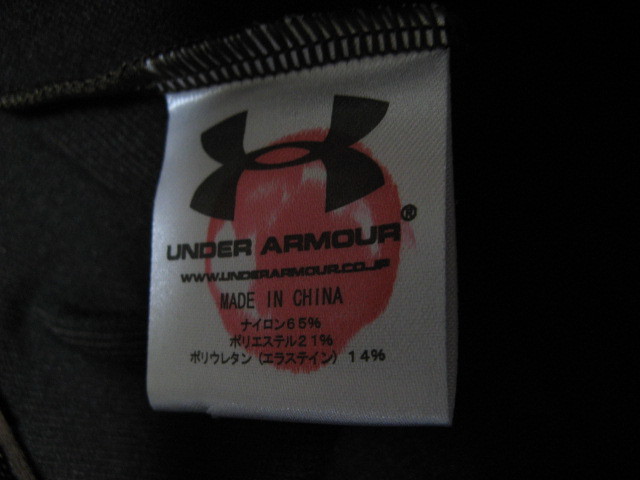 UNDER ARMOUR®
WWW.UNDERARMOUR.CO.JP
MADE IN CHINA
ナイロン65%
ポリエステル21%
ポリウレタン(エラステイン)14%